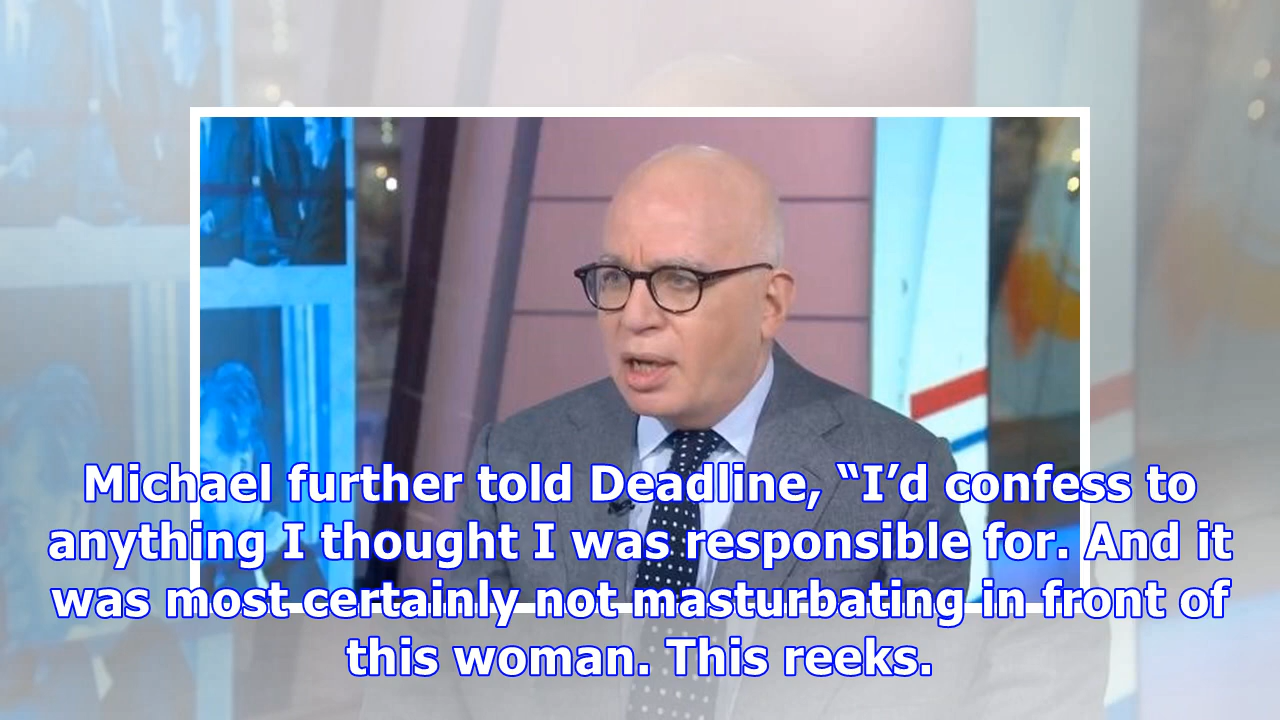 Michael further told Deadline, “I’d confess to
anything I thought I was responsible for. And it
was most certainly not masturbating in front of
this woman. This reeks.